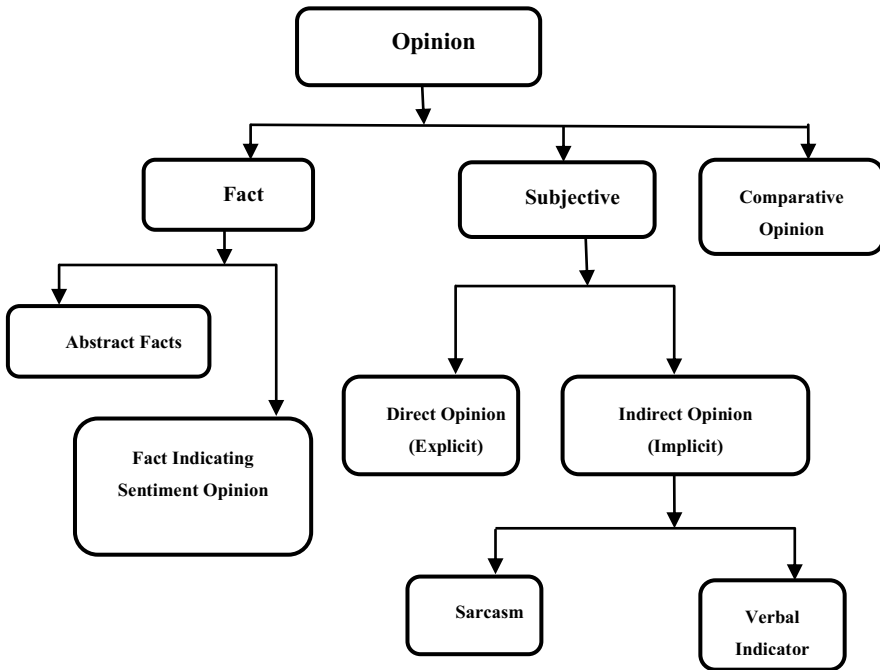 Opinion
Fact
Subjective
Comparative
Opinion
Abstract Facts
Direct Opinion
(Explicit)
Indirect Opinion
(Implicit)
Fact Indicating
Sentiment Opinion
Sarcasm
Verbal
Indicator